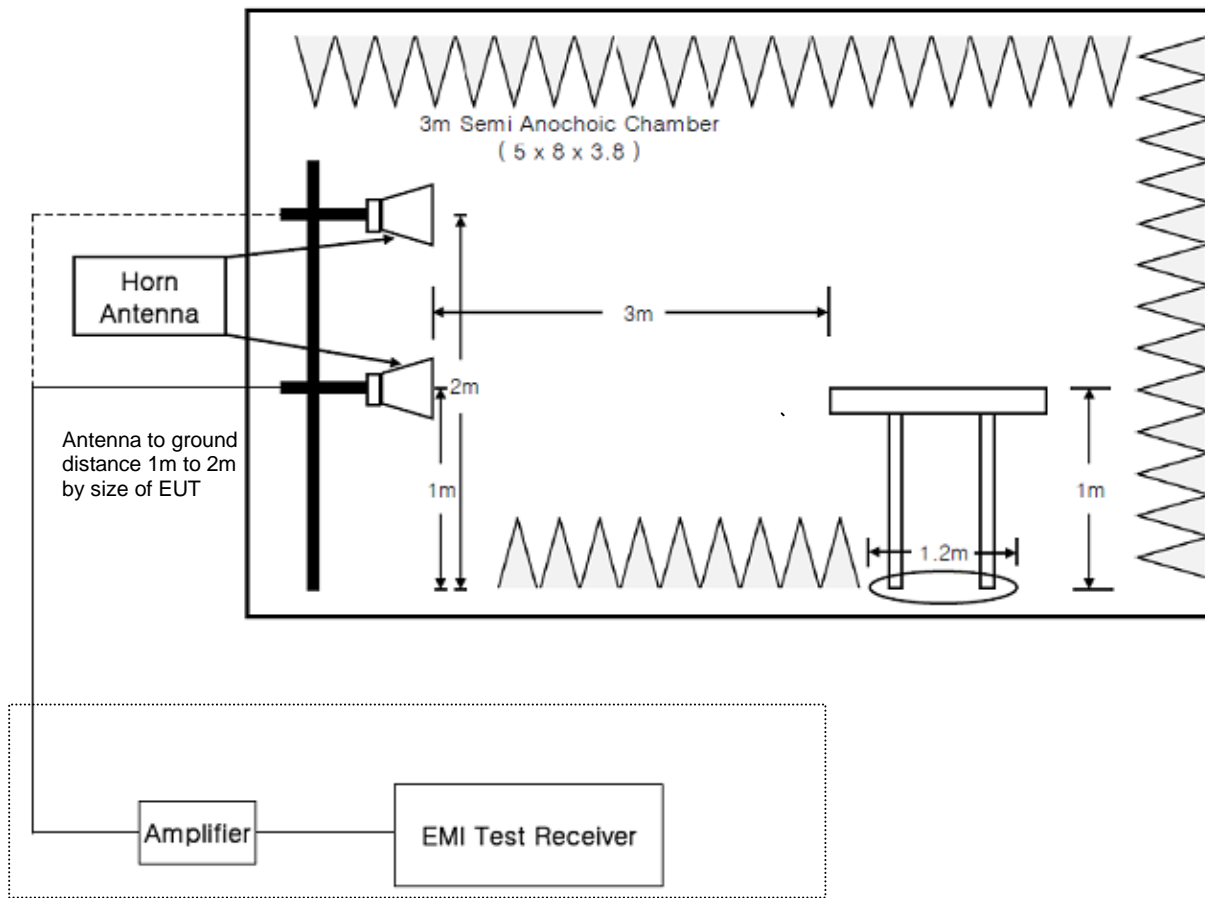 3m Semi Anochoic Chamber
( 5 x 8 x 3.8 )
Horn
Antenna
3m
2m
Antenna to ground
distance 1m to 2m
by size of EUT
1m
1m
1.2m
Amplifier
EMI Test Receiver